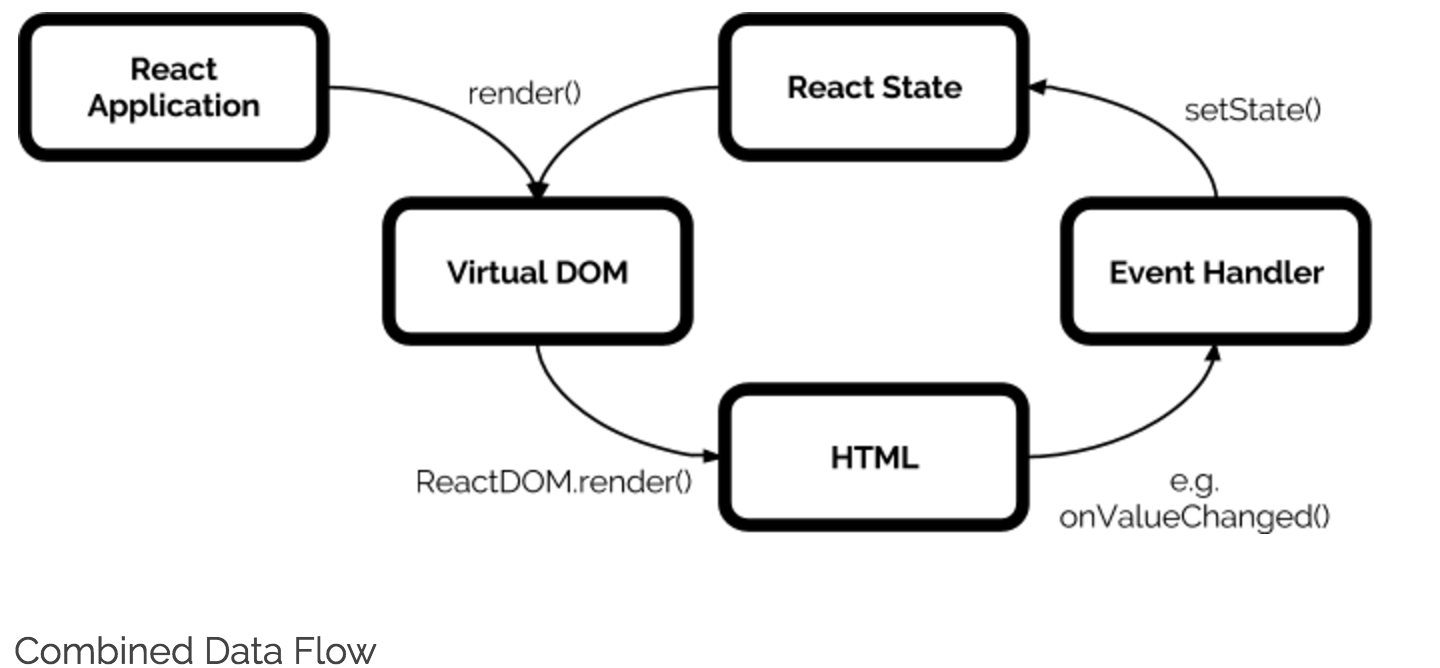 React
Application
render()
React State
setState()
Virtual DOM
Event Handler
ReactDOM.render()
HTML
e.g.
onValueChanged()
Combined Data Flow